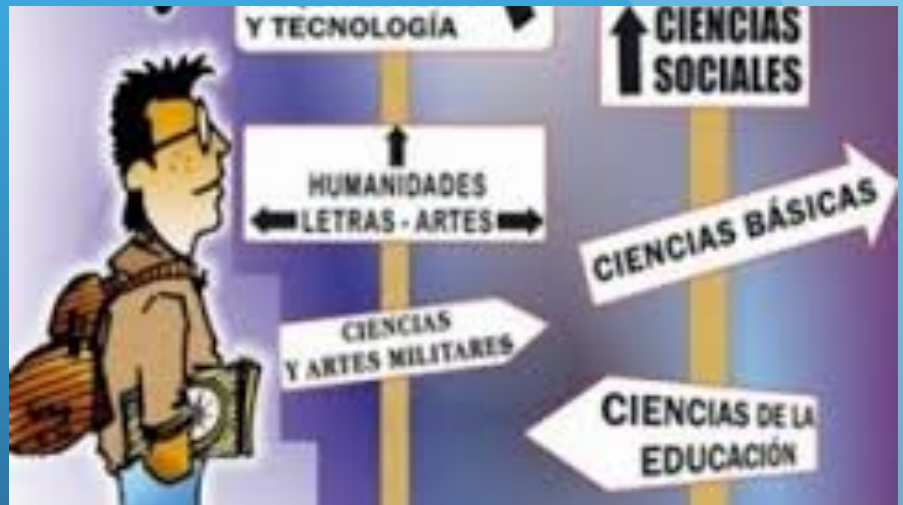 Y TECNOLOGÍA
CIENCIAS
SOCIALES
HUMANIDADES
LETRAS - ARTES
CIENCIAS BÁSICAS
CIENCIAS
Y ARTES MILITARES
CIENCIAS DE LA
EDUCACIÓN